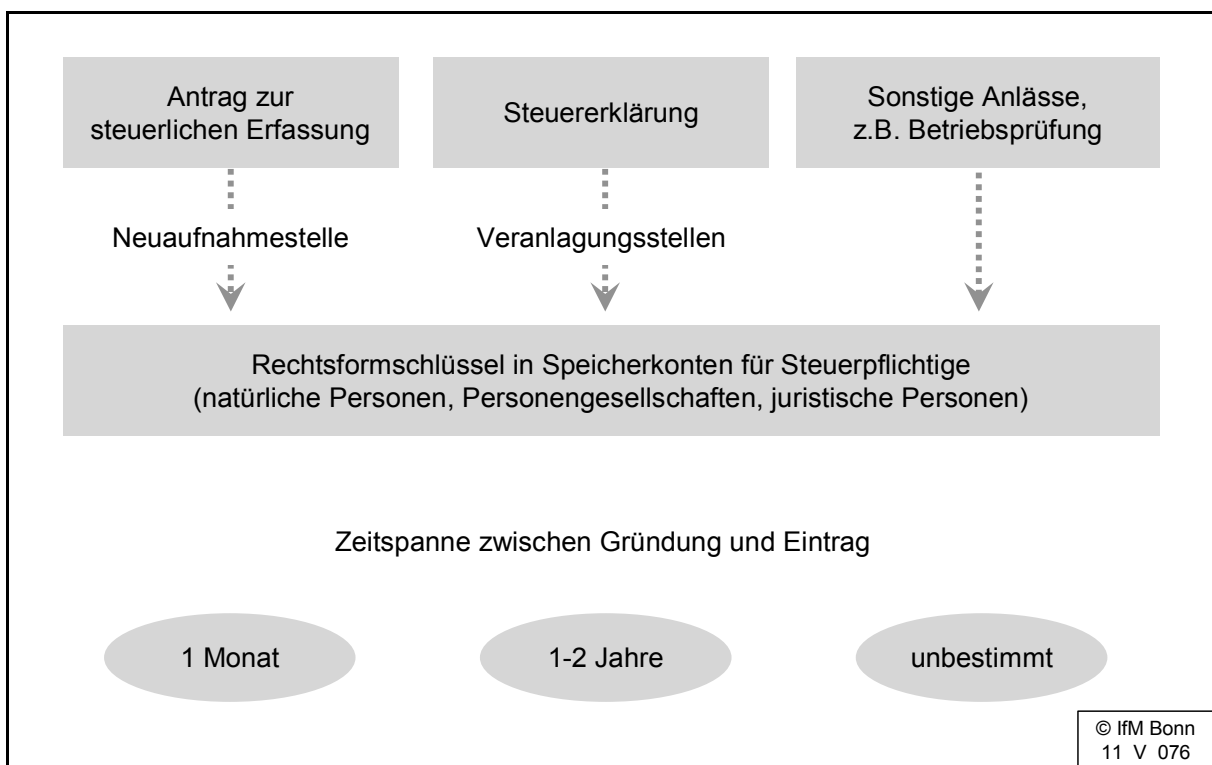 Antrag zur
steuerlichen Erfassung
Steuererklärung
Sonstige Anlässe,
z.B. Betriebsprüfung
Neuaufnahmestelle
Veranlagungsstellen
Rechtsformschlüssel in Speicherkonten für Steuerpflichtige
(natürliche Personen, Personengesellschaften, juristische Personen)
Zeitspanne zwischen Gründung und Eintrag
1 Monat
1-2 Jahre
unbestimmt
© IfM Bonn
11 V 076